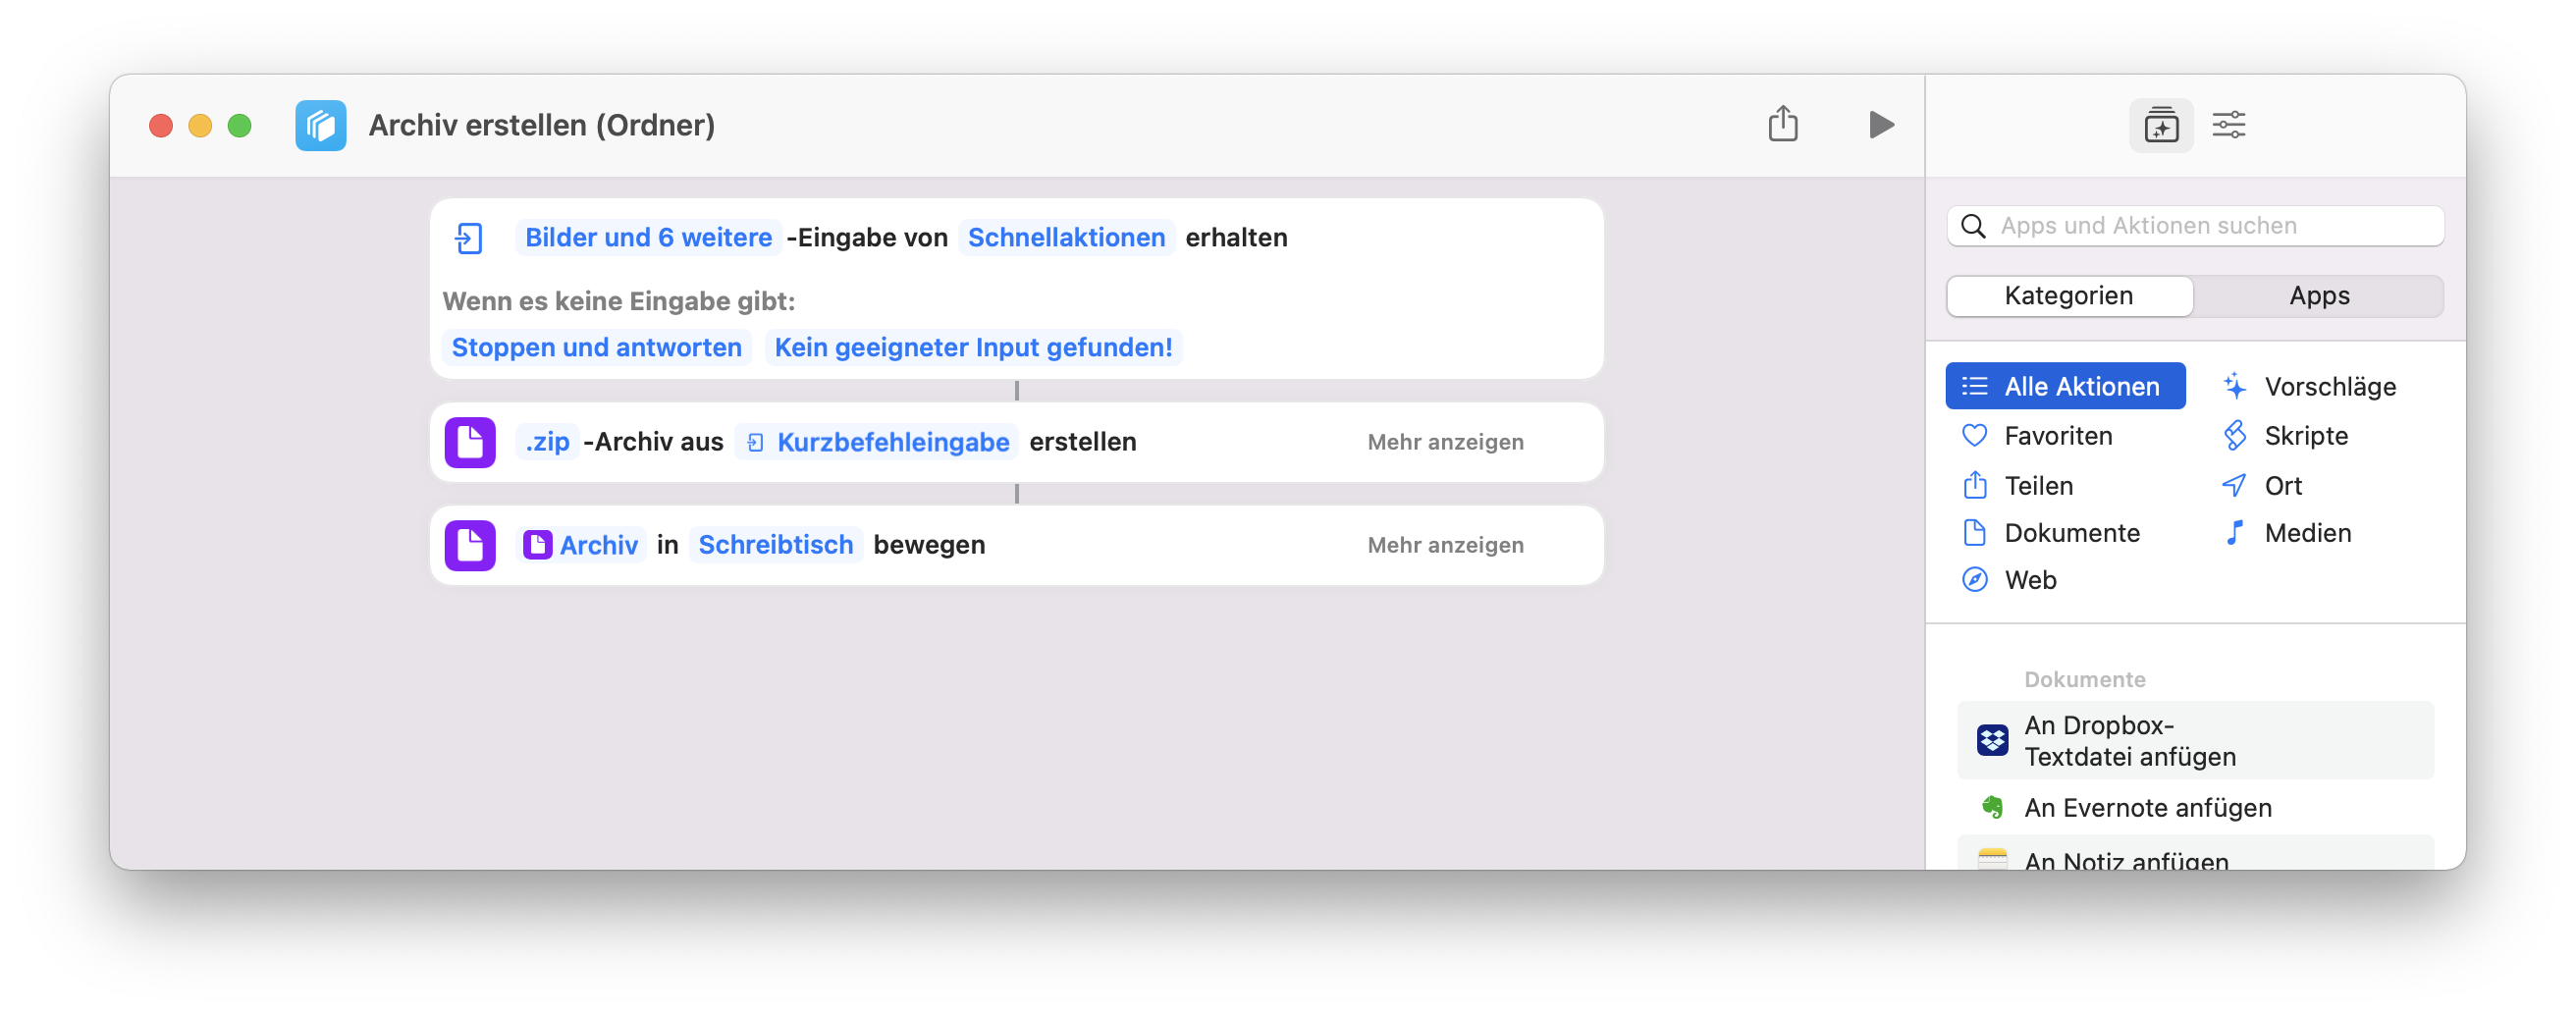 Archiv erstellen (Ordner)
Bilder und 6 weitere -Eingabe von Schnellaktionen erhalten
Wenn es keine Eingabe gibt:
Stoppen und antworten Kein geeigneter Input gefunden!
.zip -Archiv aus Kurzbefehleingabe erstellen Mehr anzeigen
Archiv in Schreibtisch bewegen Mehr anzeigen
Apps und Aktionen suchen
Kategorien Apps
Alle Aktionen Vorschläge
Favoriten Skripte
Teilen Ort
Dokumente Medien
Web
Dokumente
An Dropbox-
Textdatei anfügen
An Evernote anfügen
An Notiz anfügen